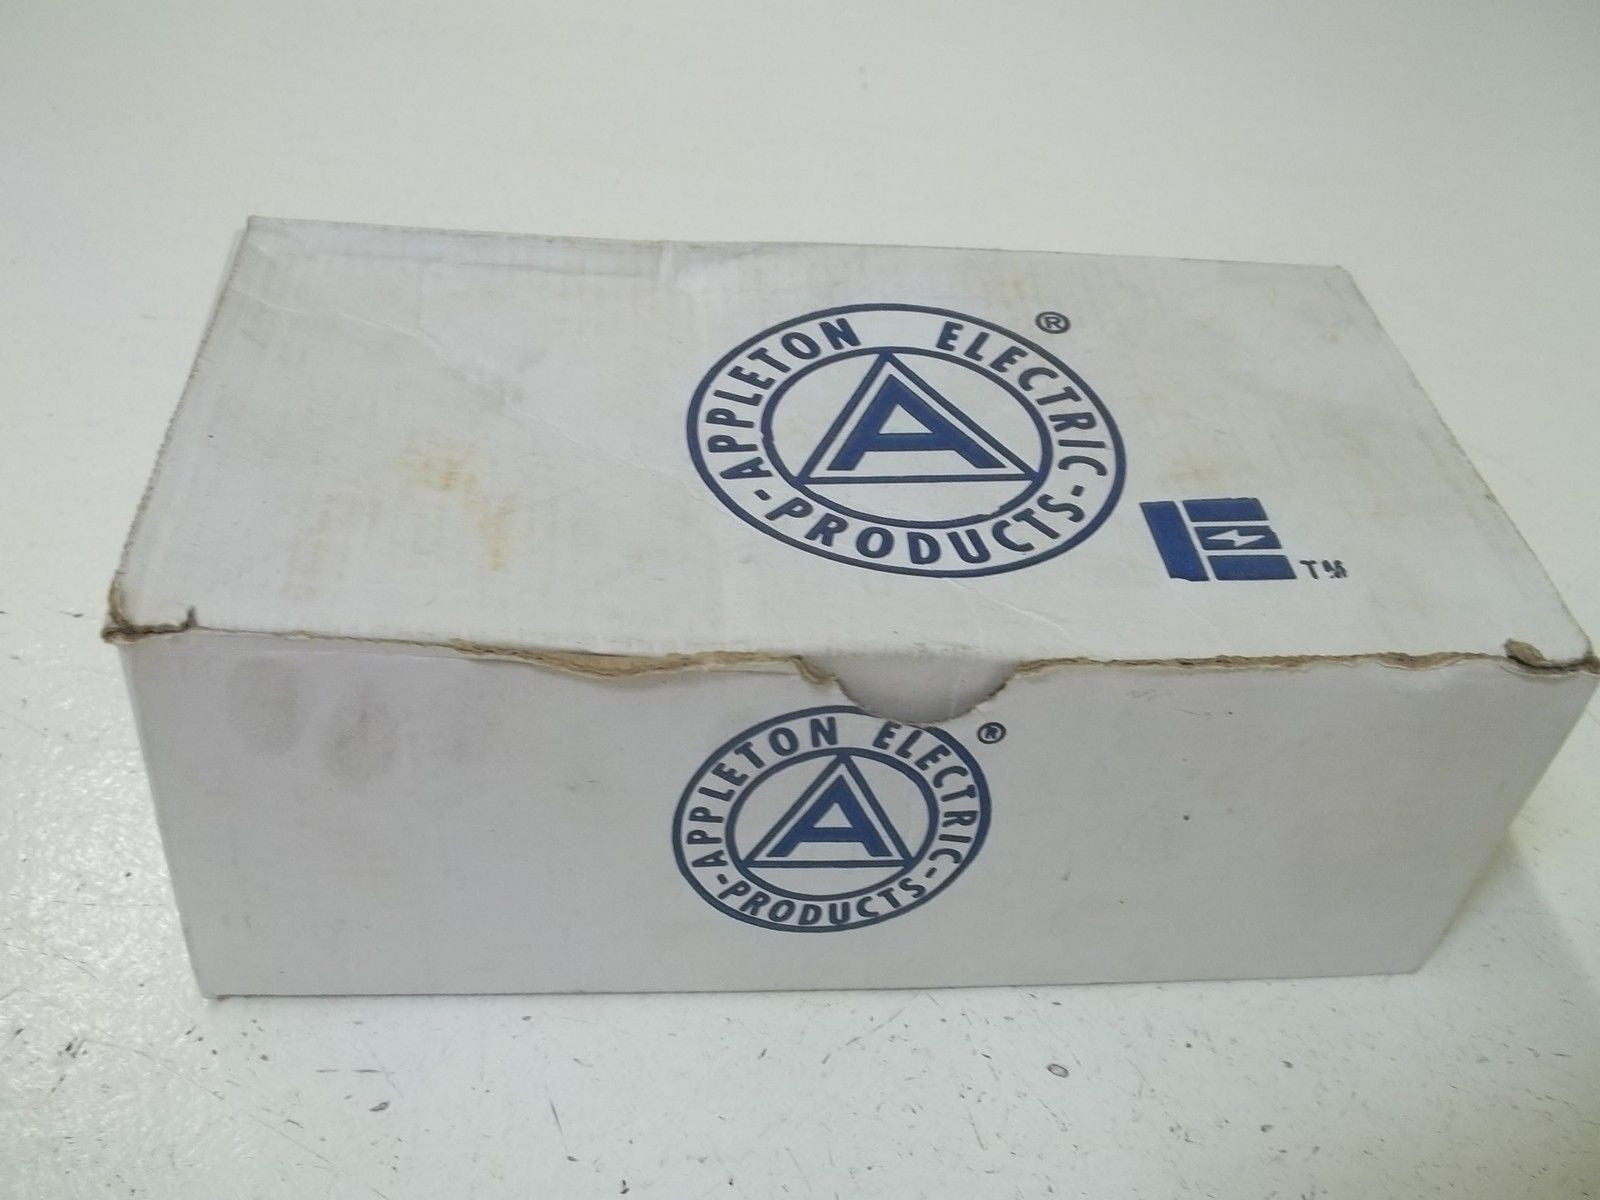 APPLETON ELECTRIC ®
A
-PRODUCTS-
TM
APPLETON ELECTRIC ®
A
-PRODUCTS-